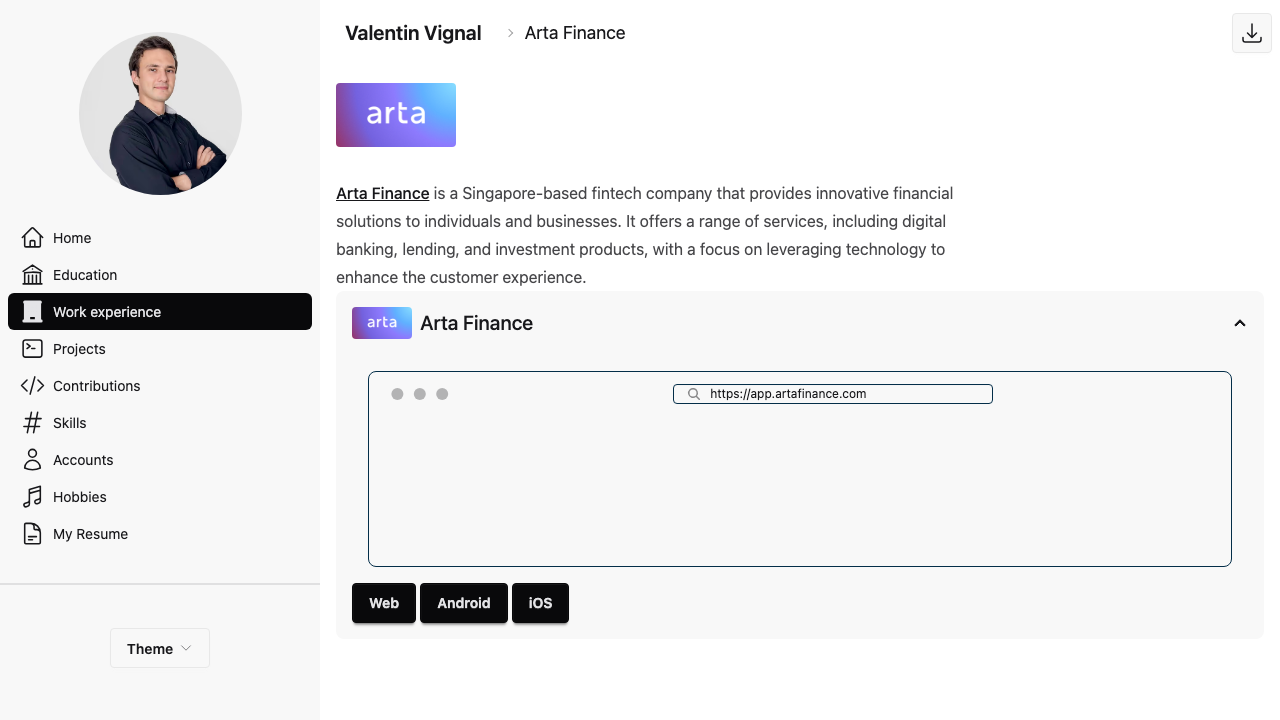 Home
Education
Work experience
Projects
Contributions
Skills
Accounts
Hobbies
My Resume
Theme
Valentin Vignal
Arta Finance
arta
Arta Finance is a Singapore-based fintech company that provides innovative financial
solutions to individuals and businesses. It offers a range of services, including digital
banking, lending, and investment products, with a focus on leveraging technology to
enhance the customer experience.
arta
Arta Finance
https://app.artafinance.com
Web
Android
iOS